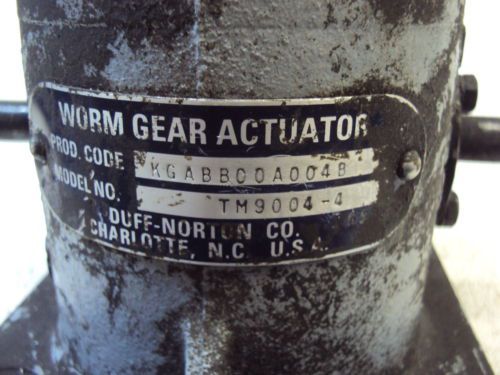 WORM GEAR ACTUATOR
PROD. CODE KGABBC0A004B
MODEL NO. TM9004-4
DUFF-NORTON CO.
CHARLOTTE, N.C. U.S.A.